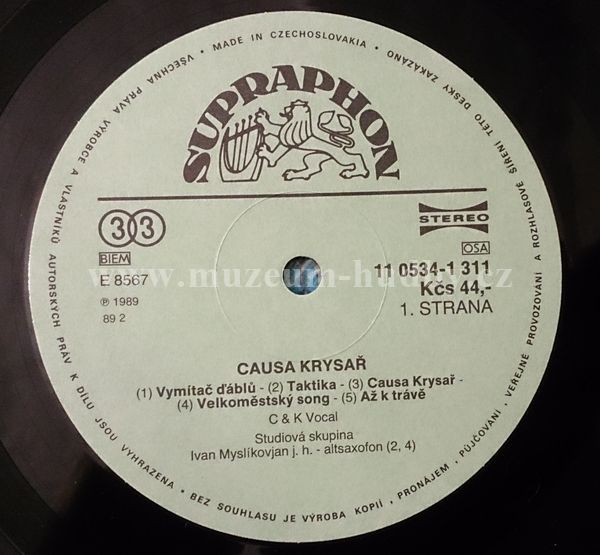 VŠECHNA PRÁVA VÝROBCE A VLASTNÍKŮ AUTORSKÝCH PRÁV K DÍLU JSOU VYHRAZENA • BEZ SOUHLASU JE VÝROBA KOPIÍ, PRONÁJEM, PŮJČOVÁNÍ, VEŘEJNÉ PROVOZOVÁNÍ A ROZHLASOVÉ ŠÍŘENÍ TÉTO DESKY ZAKÁZÁNO • MADE IN CZECHOSLOVAKIA •
SUPRAPHON
33
STEREO
BIEM
OSA
E 8567
11 0534-1 311
www.muzeum-hudby.cz
℗ 1989
Kčs 44,-
89 2
1. STRANA
CAUSA KRYSAŘ
(1) Vymítač ďáblů - (2) Taktika - (3) Causa Krysař -
(4) Velkoměstský song - (5) Až k trávě
C & K Vocal
Studiová skupina
Ivan Myslíkovjan j. h. - altsaxofon (2, 4)